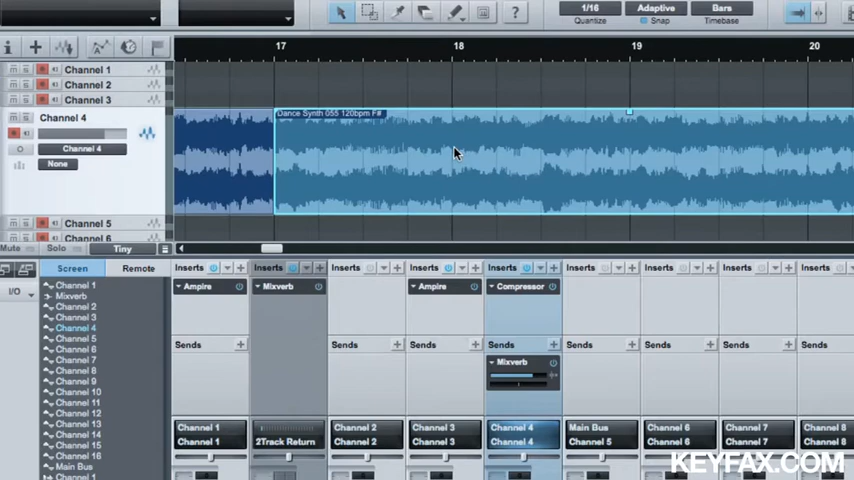 1/16
Adaptive
Bars
Quantize
Snap
Timebase
17
18
19
20
Channel 1
Channel 2
Channel 3
Channel 4
Channel 4
None
Dance Synth 055 120bpm F#
Channel 5
Channel 6
Mute
Solo
Tiny
Screen
Remote
I/O
Channel 1
Mixverb
Channel 2
Channel 3
Channel 4
Channel 5
Channel 6
Channel 7
Channel 8
Channel 9
Channel 10
Channel 11
Channel 12
Channel 13
Channel 14
Channel 15
Channel 16
Main Bus
Channel 1
Inserts Inserts Inserts Inserts Inserts Inserts Inserts Inserts Inserts
Ampire Mixverb Ampire Compressor
Sends Sends Sends Sends Sends Sends Sends Sends
Mixverb
Channel 1 Channel 2 Channel 3 Channel 4 Main Bus Channel 6 Channel 7 Channel 8
Channel 1 2Track Return Channel 2 Channel 3 Channel 4 Channel 5 Channel 6 Channel 7 Channel 8
KEYFAX.COM